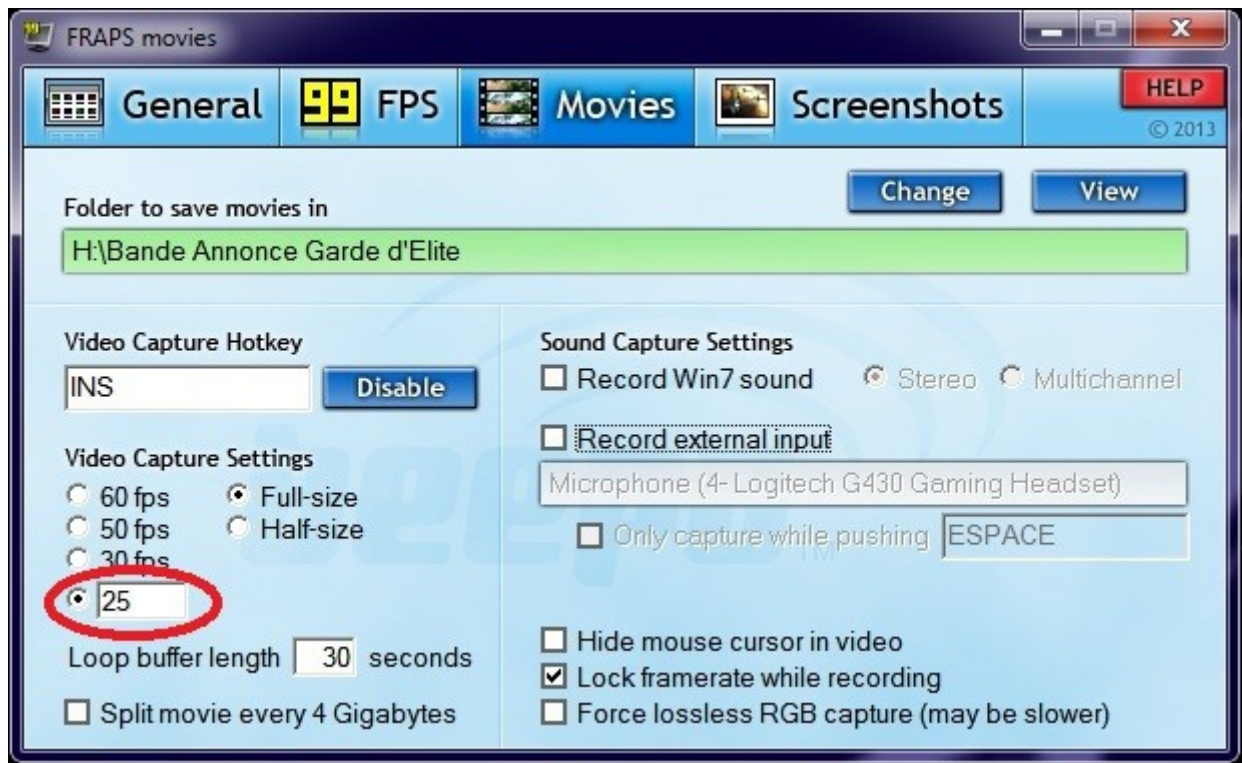 FRAPS movies
General 99 FPS Movies Screenshots HELP
© 2013
Change View
Folder to save movies in
H:\Bande Annonce Garde d'Elite
Video Capture Hotkey
INS Disable
Video Capture Settings
60 fps Full-size
50 fps Half-size
30 fps
25
Loop buffer length 30 seconds
Split movie every 4 Gigabytes
Sound Capture Settings
Record Win7 sound Stereo Multichannel
Record external input
Microphone (4- Logitech G430 Gaming Headset)
Only capture while pushing ESPACE
Hide mouse cursor in video
Lock framerate while recording
Force lossless RGB capture (may be slower)
beepa TM